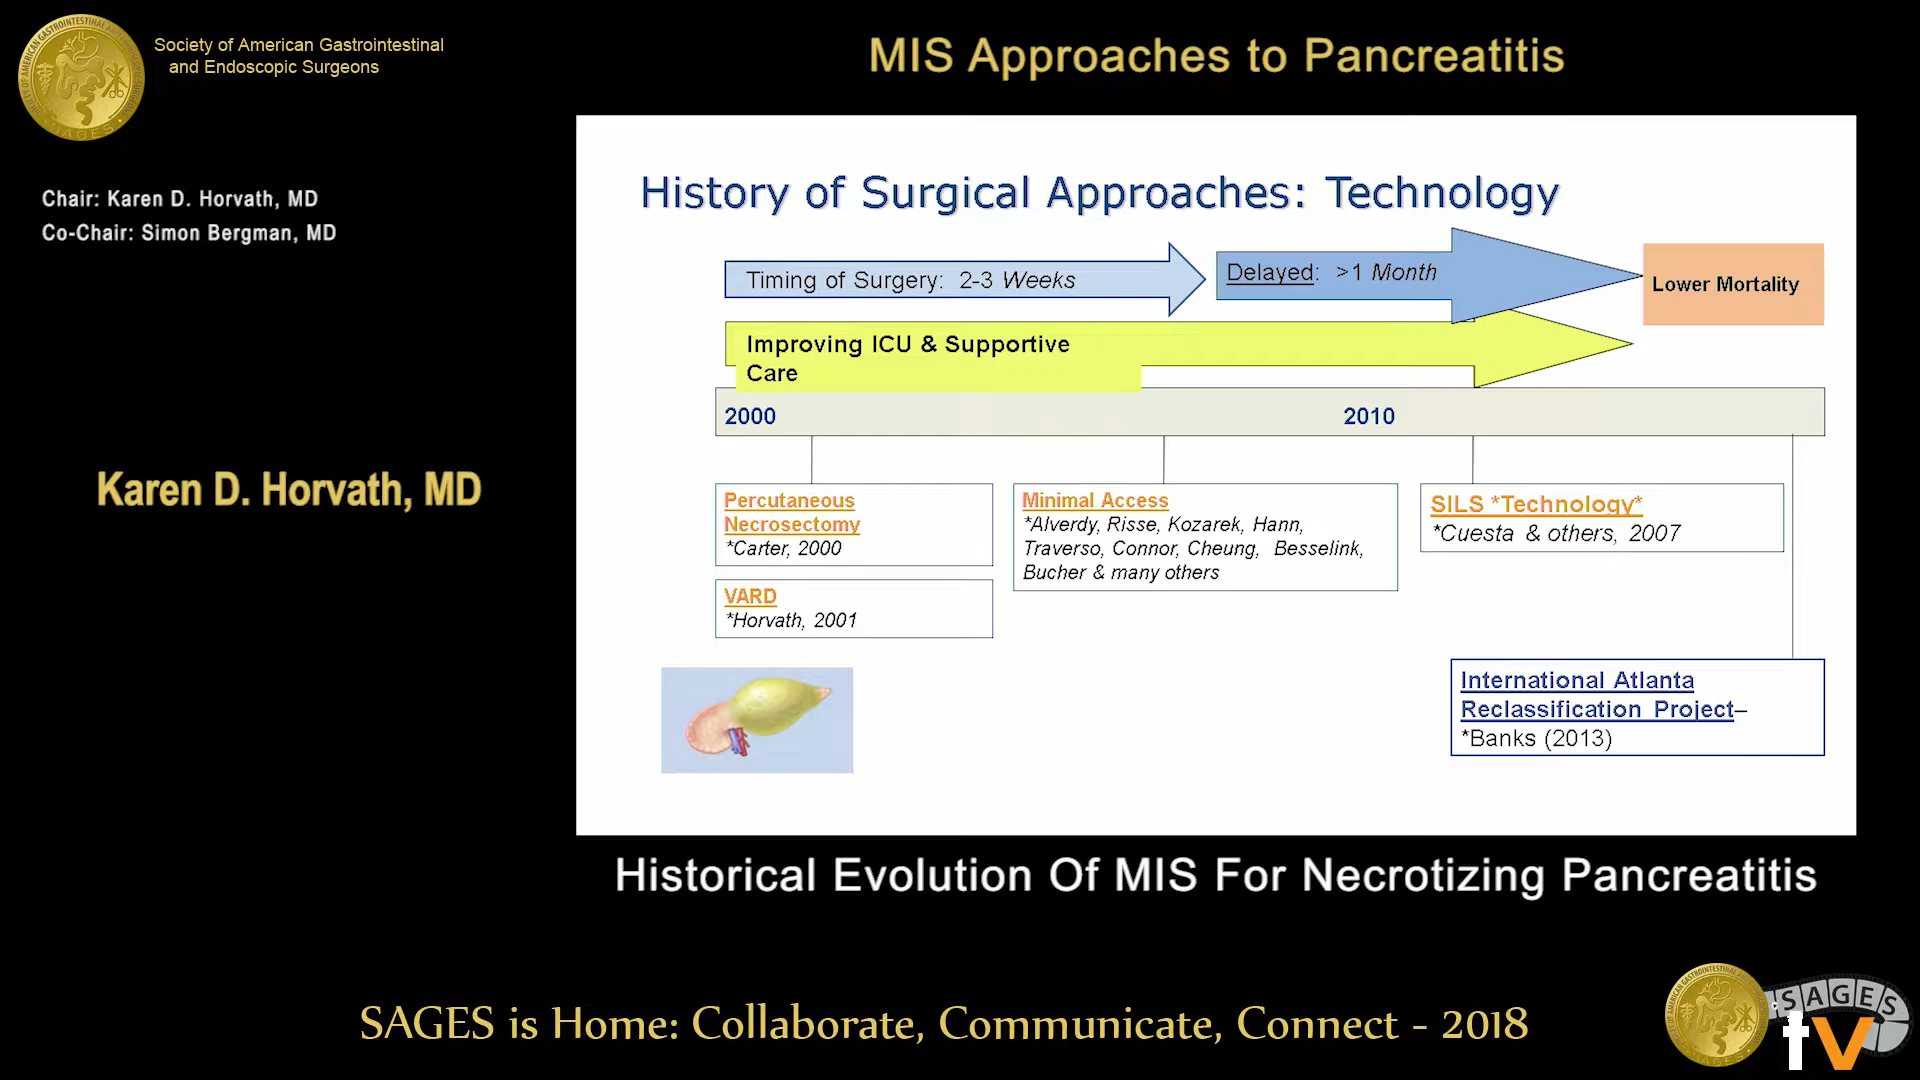 Society of American Gastrointestinal
and Endoscopic Surgeons
MIS Approaches to Pancreatitis
Chair: Karen D. Horvath, MD
Co-Chair: Simon Bergman, MD
Karen D. Horvath, MD
History of Surgical Approaches: Technology
Timing of Surgery: 2-3 Weeks
Delayed: >1 Month
Lower Mortality
Improving ICU & Supportive
Care
2000
2010
Percutaneous
Necrosectomy
*Carter, 2000
VARD
*Horvath, 2001
Minimal Access
*Alverdy, Risse, Kozarek, Hann,
Traverso, Connor, Cheung, Besselink,
Bucher & many others
SILS *Technology*
*Cuesta & others, 2007
International Atlanta
Reclassification Project–
*Banks (2013)
Historical Evolution Of MIS For Necrotizing Pancreatitis
SAGES is Home: Collaborate, Communicate, Connect - 2018
SAGES
tv